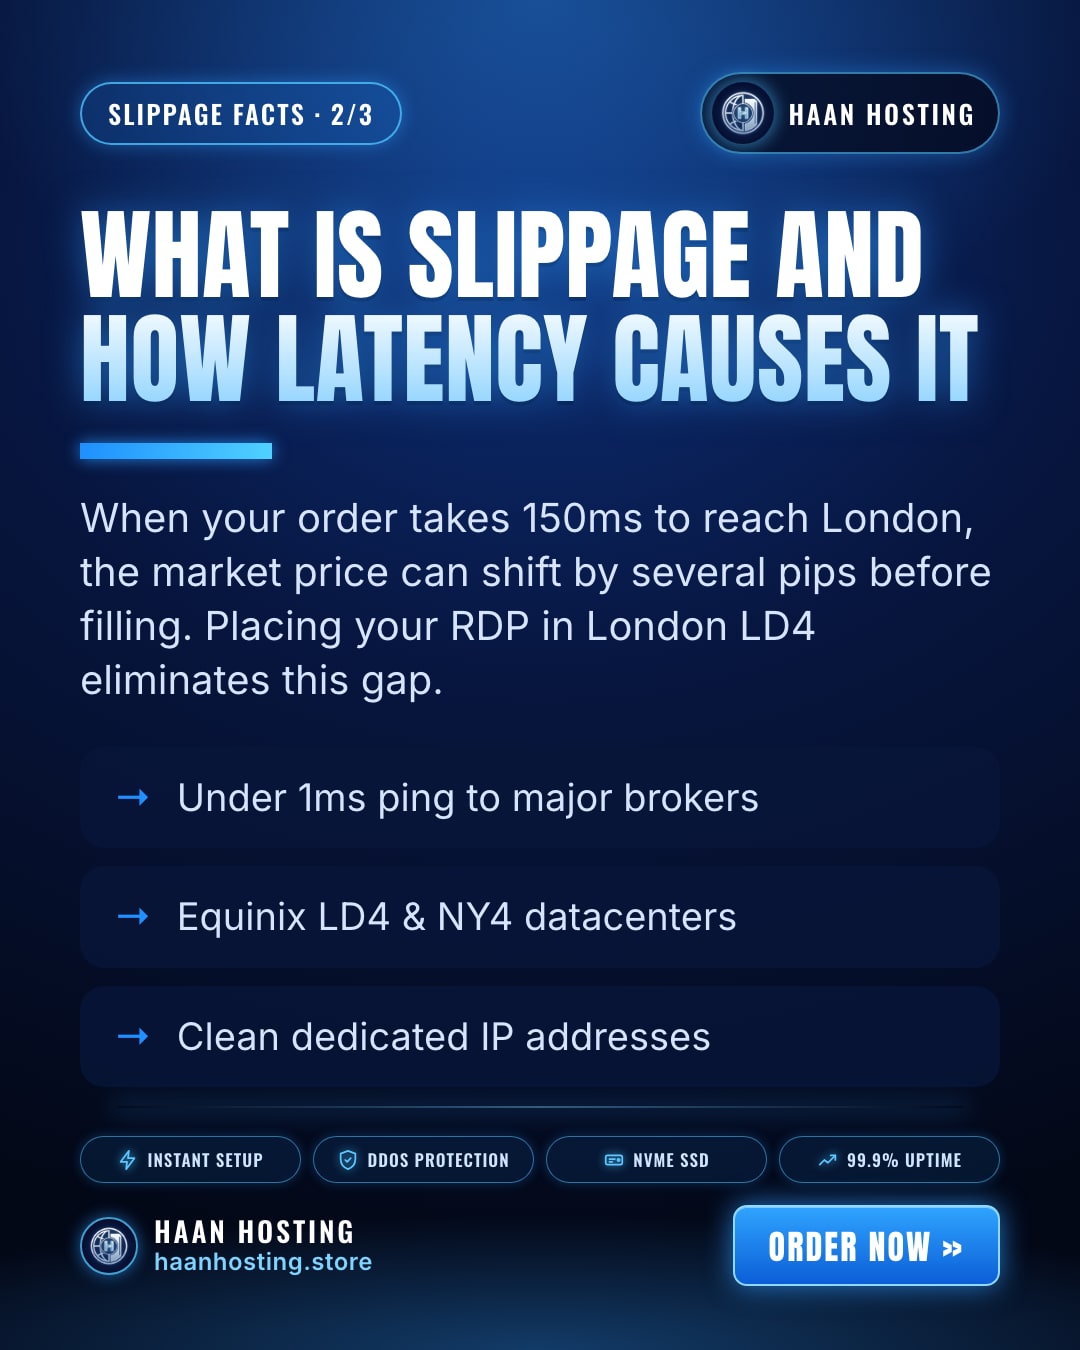 SLIPPAGE FACTS · 2/3
HAAN HOSTING
WHAT IS SLIPPAGE AND
HOW LATENCY CAUSES IT
When your order takes 150ms to reach London,
the market price can shift by several pips before
filling. Placing your RDP in London LD4
eliminates this gap.
→ Under 1ms ping to major brokers
→ Equinix LD4 & NY4 datacenters
→ Clean dedicated IP addresses
INSTANT SETUP
DDOS PROTECTION
NVME SSD
99.9% UPTIME
HAAN HOSTING
haanhosting.store
ORDER NOW »